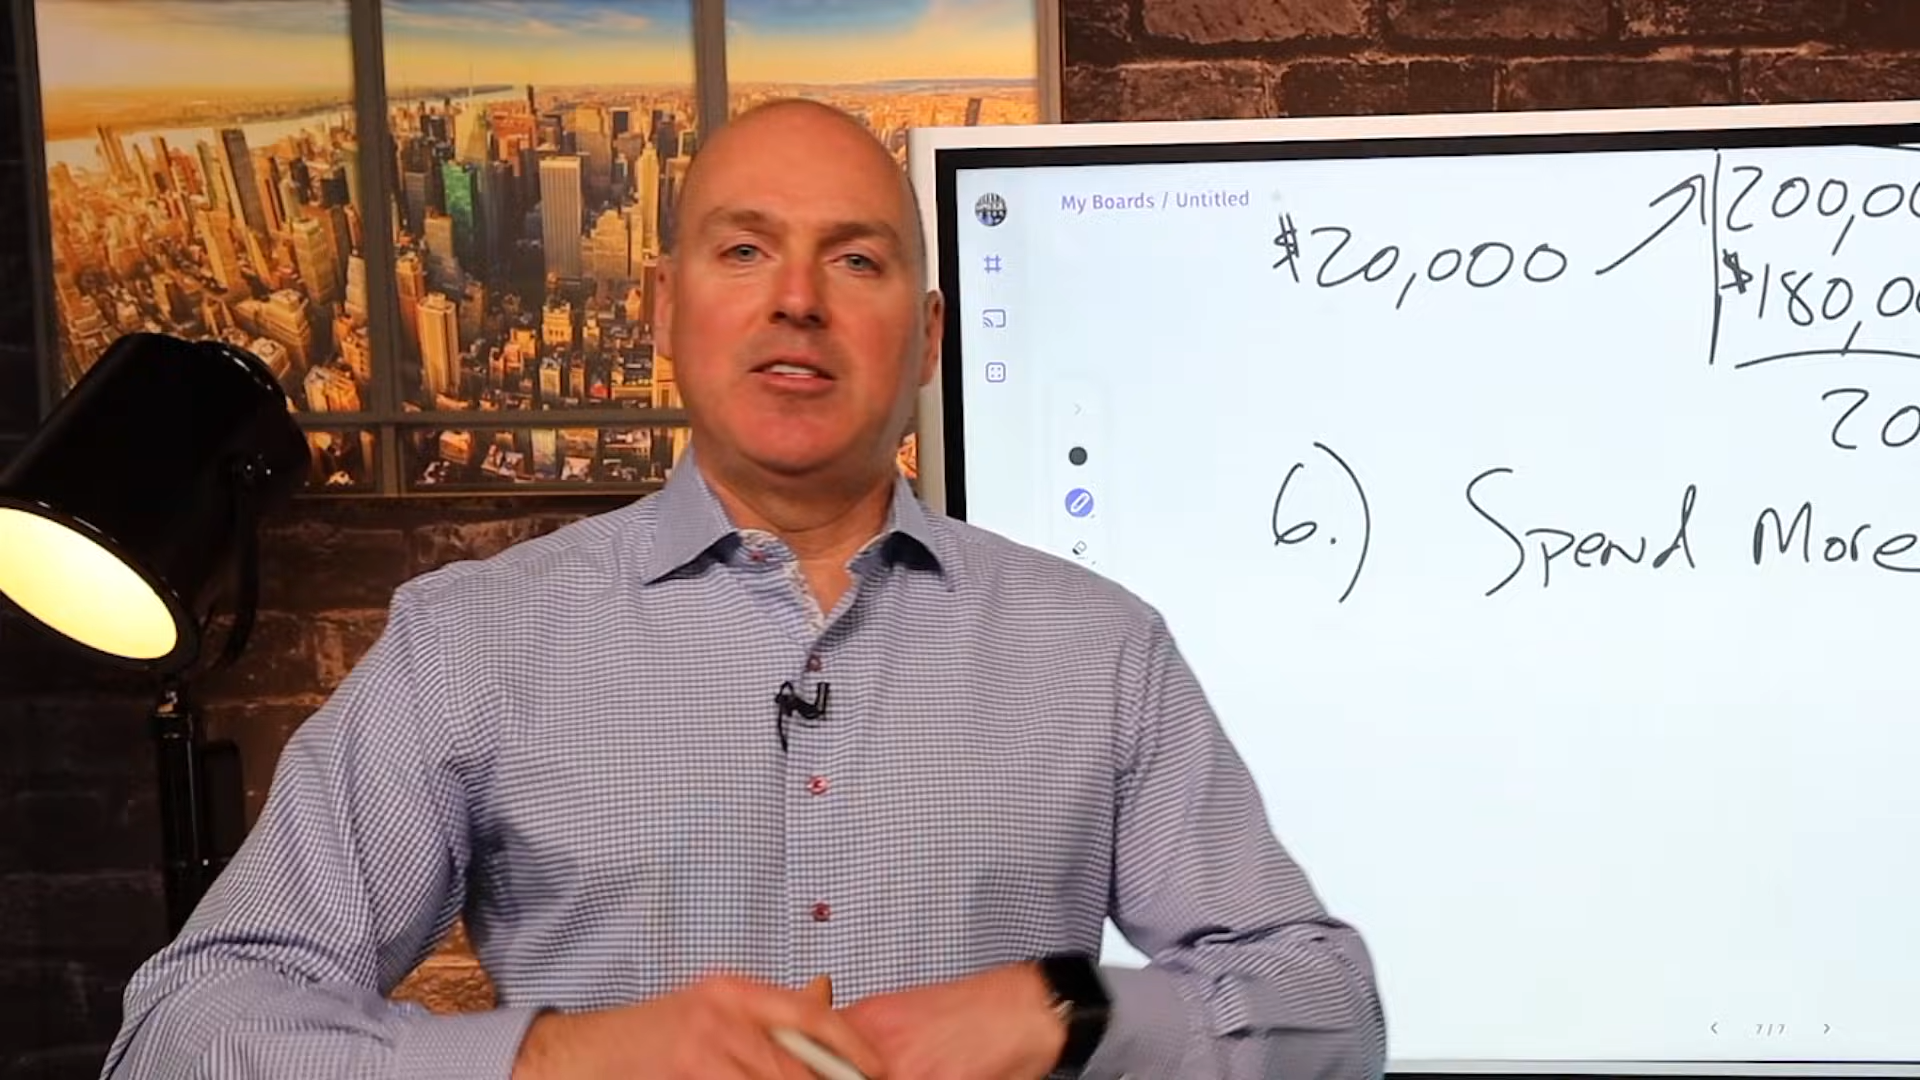 My Boards / Untitled
$20,000
200,00
$180,00
20
6.) Spend More
7/7